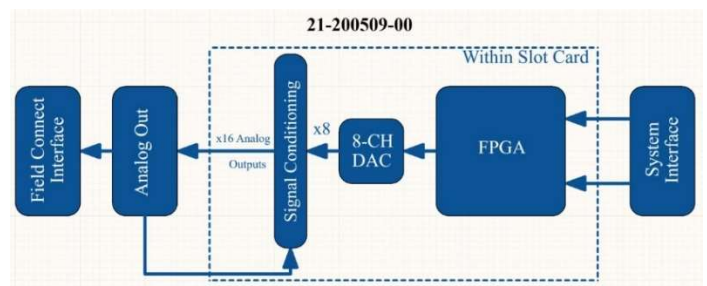 21-200509-00
Within Slot Card
Field Connect
Interface
Analog Out
x16 Analog
Outputs
Signal Conditioning
x8
8-CH
DAC
FPGA
System
Interface